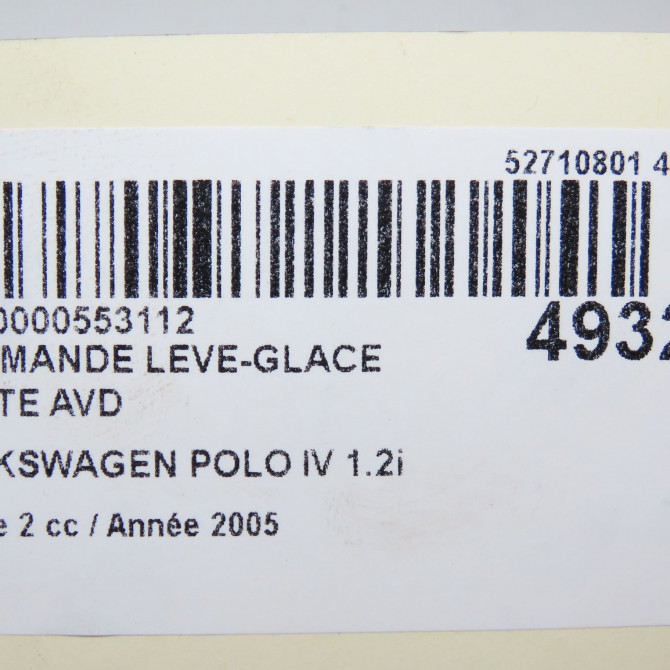 52710801 4
0000553112
4932
MANDE LEVE-GLACE
TE AVD
KSWAGEN POLO IV 1.2i
e 2 cc / Année 2005